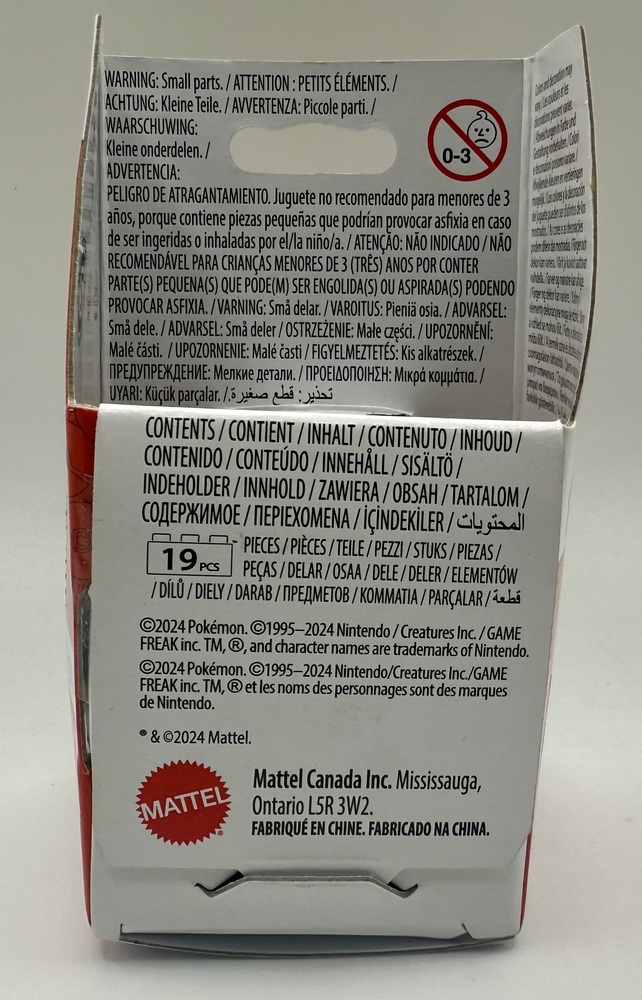 WARNING: Small parts. / ATTENTION : PETITS ÉLÉMENTS. /
ACHTUNG: Kleine Teile. / AVVERTENZA: Piccole parti. /
WAARSCHUWING:
Kleine onderdelen. /
ADVERTENCIA:
0-3
PELIGRO DE ATRAGANTAMIENTO. Juguete no recomendado para menores de 3
años, porque contiene piezas pequeñas que podrían provocar asfixia en caso
de ser ingeridas o inhaladas por el/la niño/a. / ATENÇÃO: NÃO INDICADO / NÃO
RECOMENDÁVEL PARA CRIANÇAS MENORES DE 3 (TRÊS) ANOS POR CONTER
PARTE(S) PEQUENA(S) QUE PODE(M) SER ENGOLIDA(S) OU ASPIRADA(S) PODENDO
PROVOCAR ASFIXIA. / VARNING: Små delar. / VAROITUS: Pieniä osia. / ADVARSEL:
Små dele. / ADVARSEL: Små deler / OSTRZEŻENIE: Małe części. / UPOZORNĚNÍ:
Malé části. / UPOZORNENIE: Malé časti / FIGYELMEZTETÉS: Kis alkatrészek. /
ПРЕДУПРЕЖДЕНИЕ: Мелкие детали. / ΠΡΟΕΙΔΟΠΟΙΗΣΗ: Μικρά κομμάτια. /
UYARI: Küçük parçalar. / تحذير: قطع صغيرة.
CONTENTS / CONTIENT / INHALT / CONTENUTO / INHOUD /
CONTENIDO / CONTEÚDO / INNEHÅLL / SISÄLTÖ /
INDEHOLDER / INNHOLD / ZAWIERA / OBSAH / TARTALOM /
СОДЕРЖИМОЕ / ΠΕΡΙΕΧΟΜΕΝΑ / İÇİNDEKİLER / المحتويات
19 PCS
PIECES / PIÈCES / TEILE / PEZZI / STUKS / PIEZAS /
PEÇAS / DELAR / OSAA / DELE / DELER / ELEMENTÓW
/ DÍLŮ / DIELY / DARAB / ПРЕДМЕТОВ / ΚΟΜΜΑΤΙΑ / PARÇALAR / قطعة
©2024 Pokémon. ©1995–2024 Nintendo / Creatures Inc. / GAME
FREAK inc. TM, ®, and character names are trademarks of Nintendo.
©2024 Pokémon. ©1995–2024 Nintendo/Creatures Inc./GAME
FREAK inc. TM, ® et les noms des personnages sont des marques
de Nintendo.
® & ©2024 Mattel.
MATTEL
Mattel Canada Inc. Mississauga,
Ontario L5R 3W2.
FABRIQUÉ EN CHINE. FABRICADO NA CHINA.